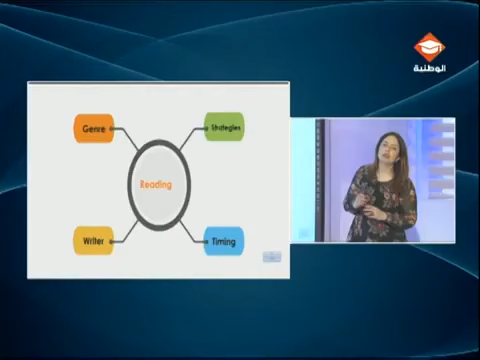 الوطنية
Genre
Strategies
Reading
Writer
Timing